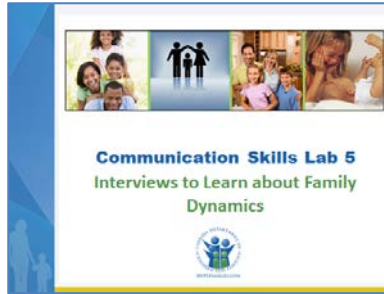 Communication Skills Lab 5
Interviews to Learn about Family
Dynamics